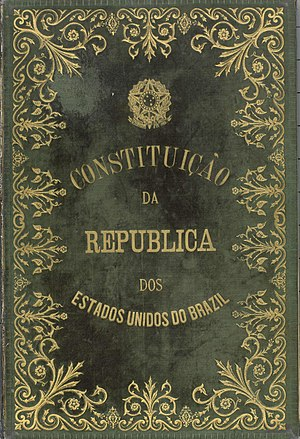 CONSTITUIÇÃO
DA
REPUBLICA
DOS
ESTADOS UNIDOS DO BRAZIL